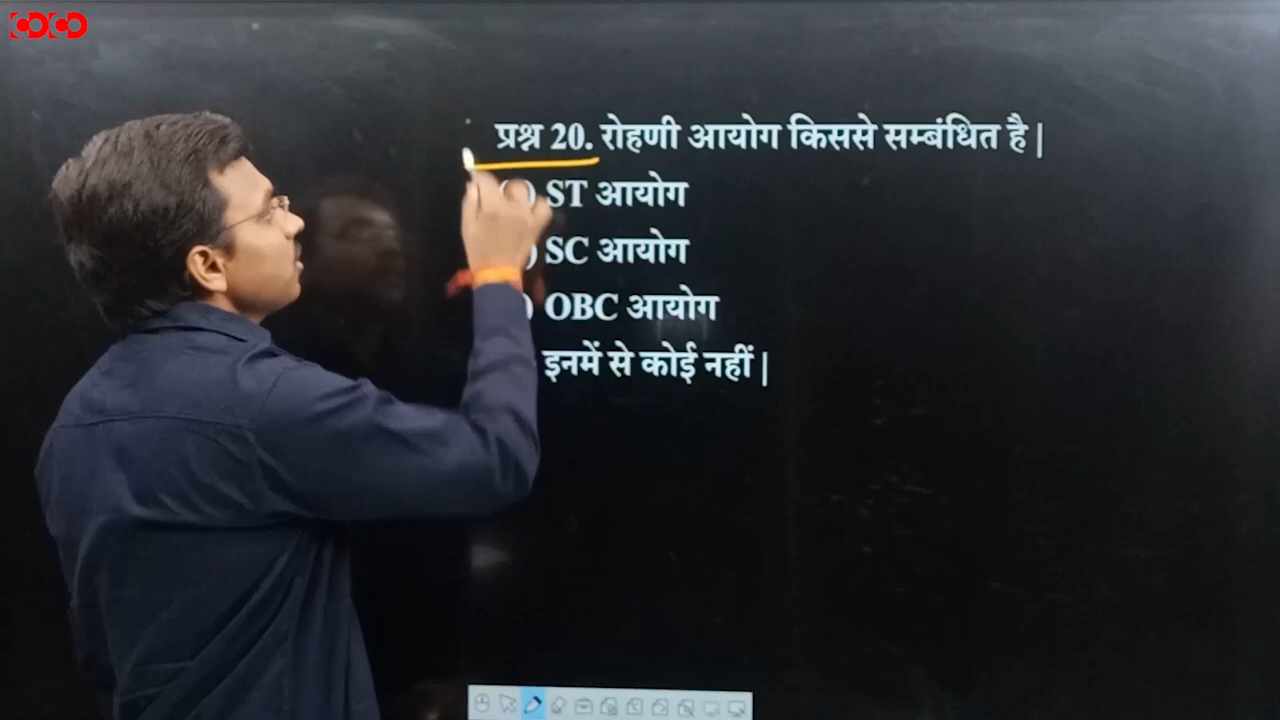 प्रश्न 20. रोहणी आयोग किससे सम्बंधित है |
ST आयोग
SC आयोग
OBC आयोग
इनमें से कोई नहीं |